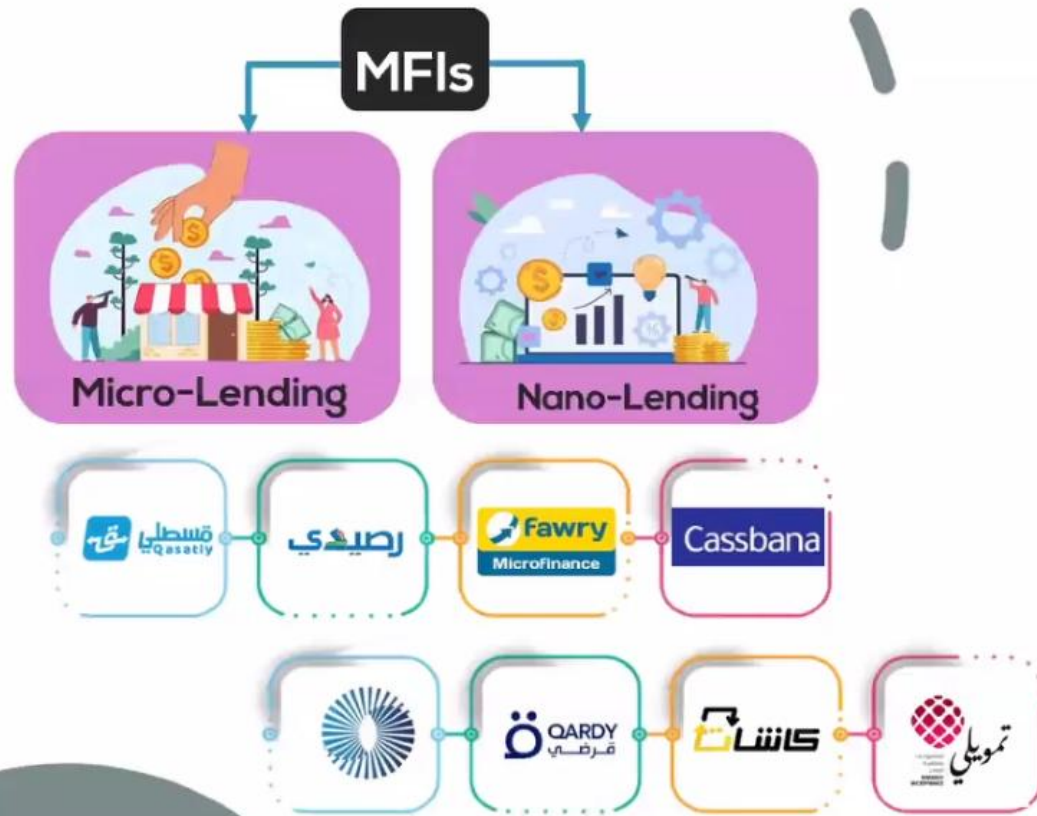 MFIs
Micro-Lending
Nano-Lending
ق
قسطلي
Qasatly
رصيدي
fawry
Microfinance
Cassbana
ق
QARDY
قرضي
كاشات
تمويلي